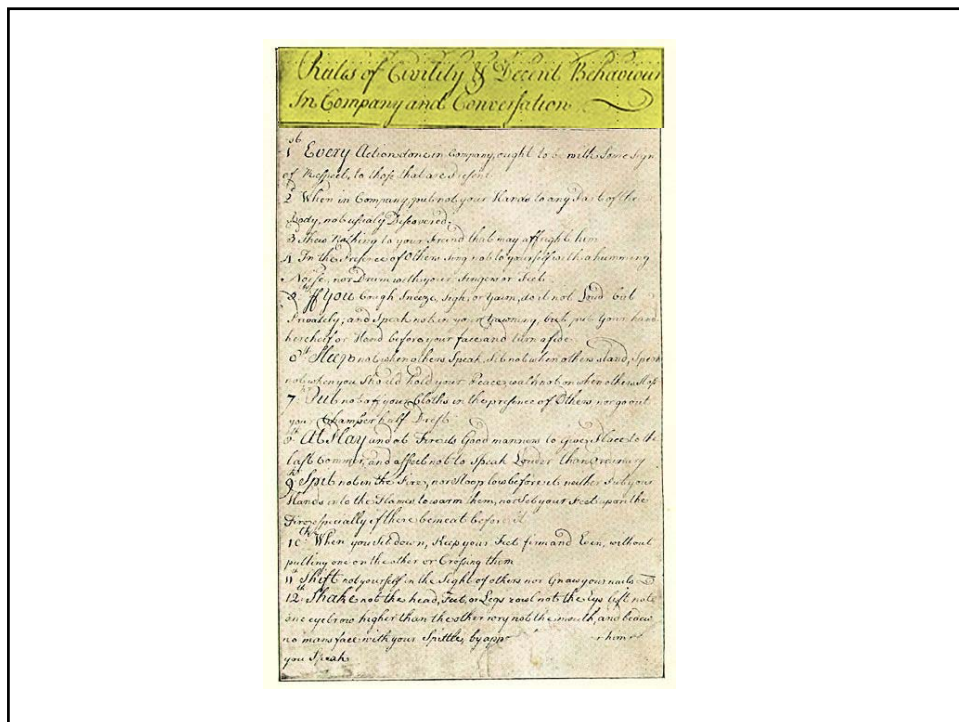 Rules of Civility & Decent Behaviour
In Company and Conversation
1 Every Action done in Company, ought to be with Some Sign
of Respect, to those that are Present
2 When in Company, put not your Hands to any Part of the
Body, not usualy Discovered.
3 Shew Nothing to your Freind that may affright him
4 In the Presence of Others Sing not to yourself with a humming
Noise, nor Drum with your Fingers or Feet
5 If You Cough, Sneeze, Sigh, or Yawn, do it not Loud but
Privately; and Speak not in your Yawning, but put Your hand
kercheif or Hand before your face and turn aside
6th Sleep not when others Speak, Sit not when others stand, Speak
not when you Should hold your Peace, walk not on when others Stop
7th Put not off your Cloths in the presence of Others nor go out
your Chamber half Drest
8th At Play and at Fire its Good manners to Give Place to the
last Commer, and affect not to Speak Louder than Ordinary
9th Spit not in the Fire, nor Stoop low before it neither Put your
Hands into the Flames to warm them, nor Set your Feet upon the
Fire especially if there be meat before it
10th When you Sit down, Keep your Feet firm and Even, without
putting one on the other or Crossing them
11th Shift not yourself in the Sight of others nor Gnaw your nails
12th Shake not the head, Feet, or Legs rowl not the Eys lift not
one eyebrow higher than the other wry not the mouth, and bedew
no mans face with your Spittle, by app
you Speak